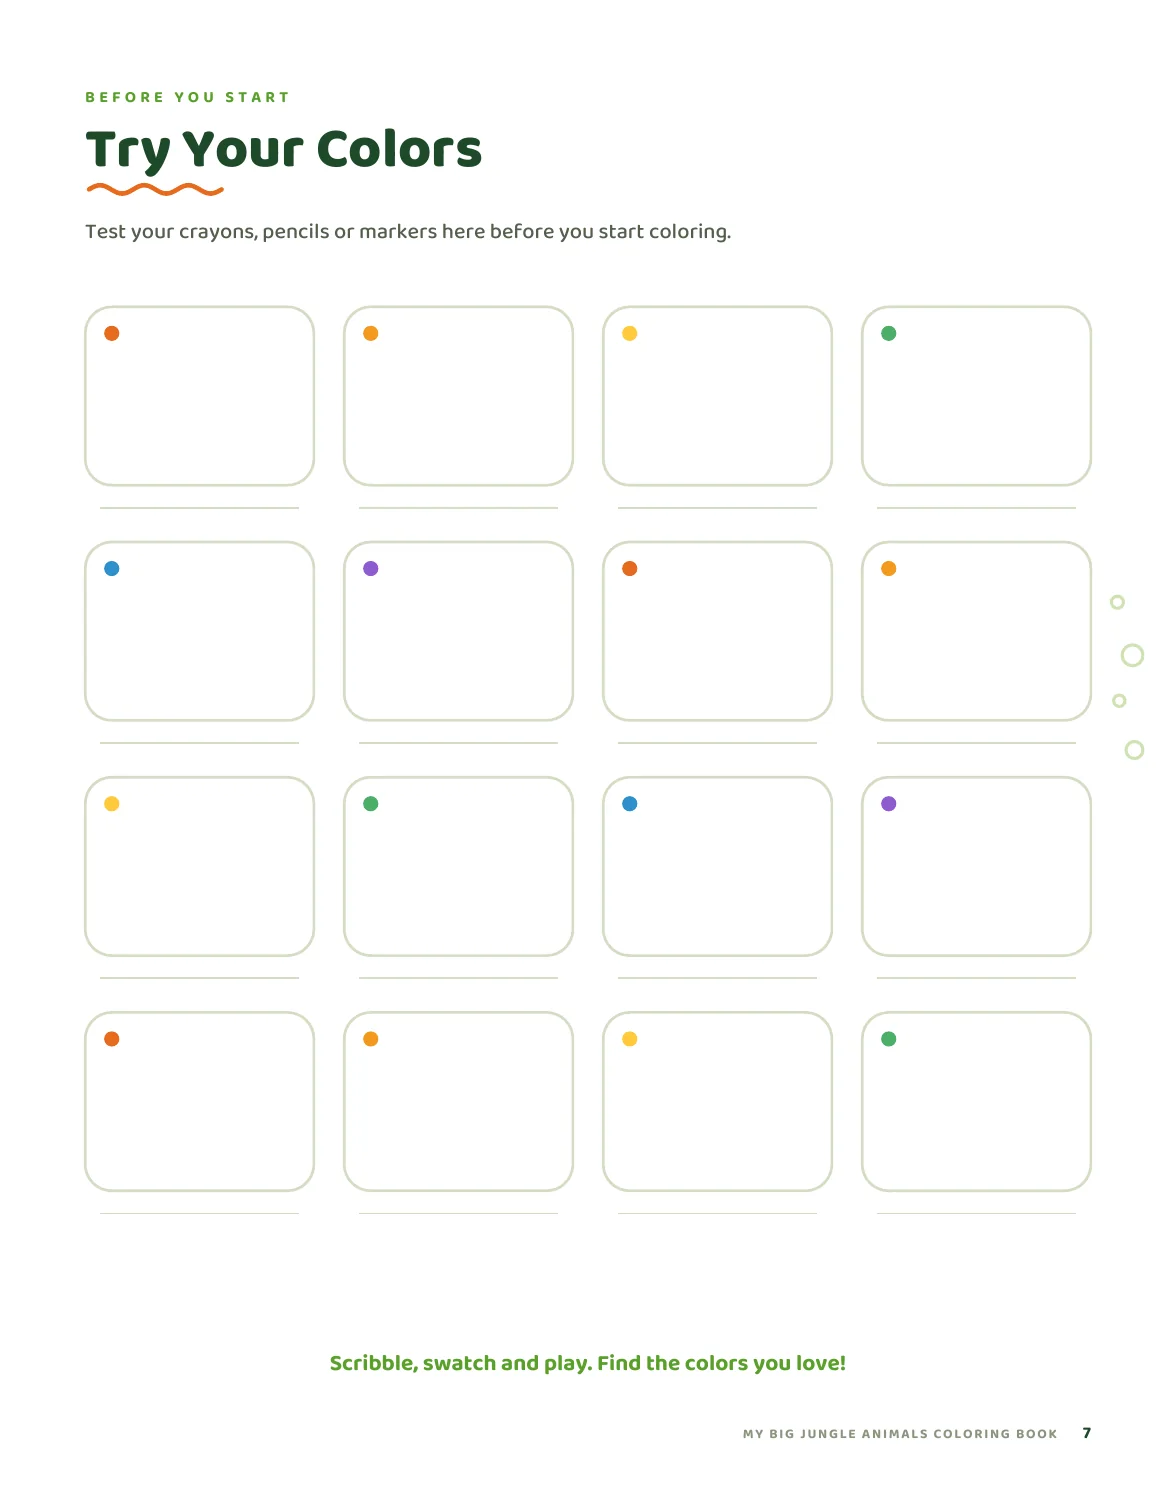 BEFORE YOU START
Try Your Colors
Test your crayons, pencils or markers here before you start coloring.
Scribble, swatch and play. Find the colors you love!
MY BIG JUNGLE ANIMALS COLORING BOOK 7